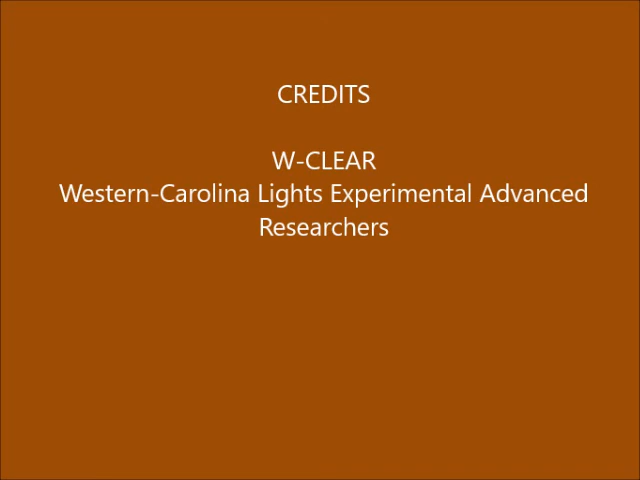 CREDITS
W-CLEAR
Western-Carolina Lights Experimental Advanced
Researchers